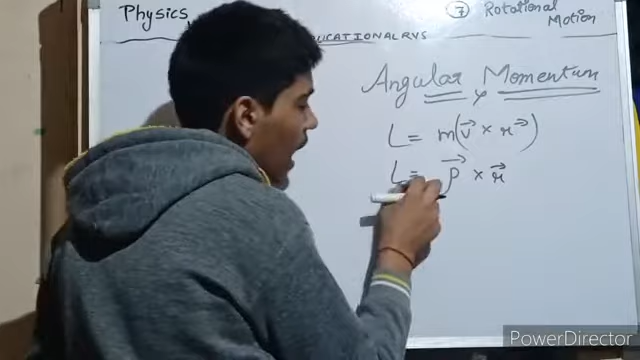 Physics
⑦ Rotational Motion
EDUCATIONAL RVS
Angular Momentum
L = m(v⃗ × r⃗)
L = p⃗ × r⃗
PowerDirector